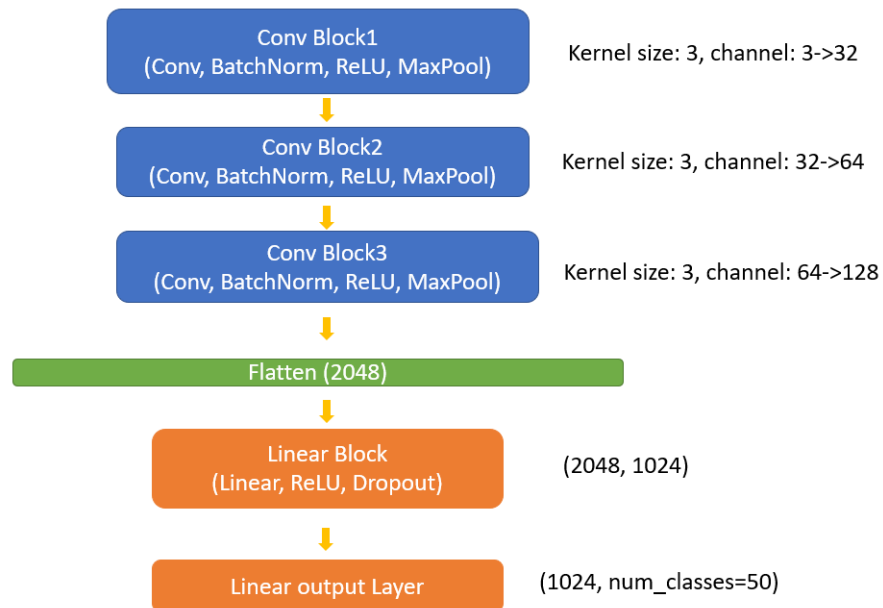 Conv Block1
(Conv, BatchNorm, ReLU, MaxPool)
Kernel size: 3, channel: 3->32
Conv Block2
(Conv, BatchNorm, ReLU, MaxPool)
Kernel size: 3, channel: 32->64
Conv Block3
(Conv, BatchNorm, ReLU, MaxPool)
Kernel size: 3, channel: 64->128
Flatten (2048)
Linear Block
(Linear, ReLU, Dropout)
(2048, 1024)
Linear output Layer
(1024, num_classes=50)